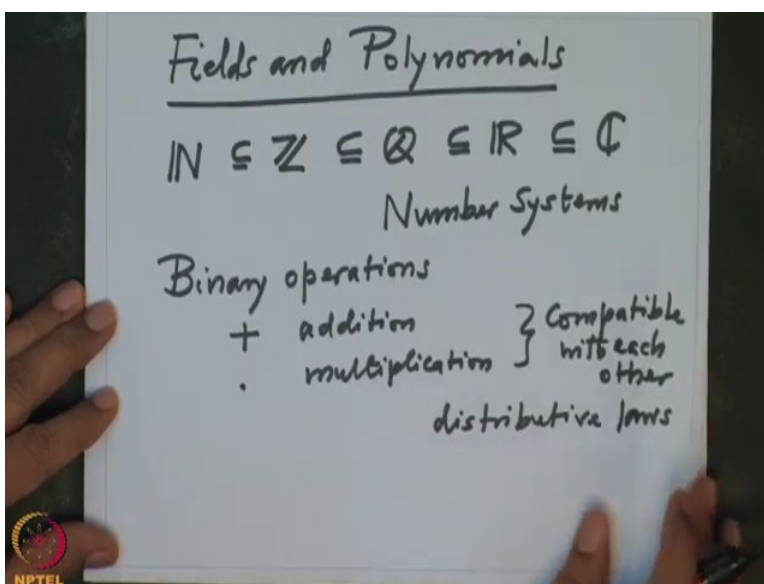 Fields and Polynomials
ℕ ⊆ ℤ ⊆ ℚ ⊆ ℝ ⊆ ℂ
Number Systems
Binary operations
+ addition } Compatible
· multiplication with each
other
distributive laws
NPTEL